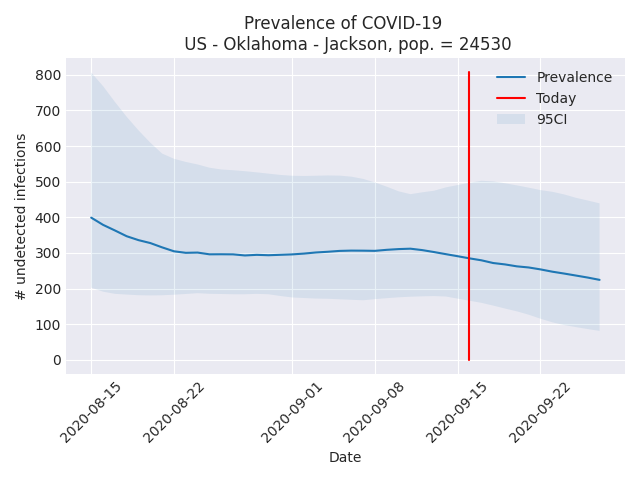 Prevalence of COVID-19
US - Oklahoma - Jackson, pop. = 24530
Prevalence
Today
95CI
# undetected infections
800
700
600
500
400
300
200
100
0
2020-08-15
2020-08-22
2020-09-01
2020-09-08
2020-09-15
2020-09-22
Date